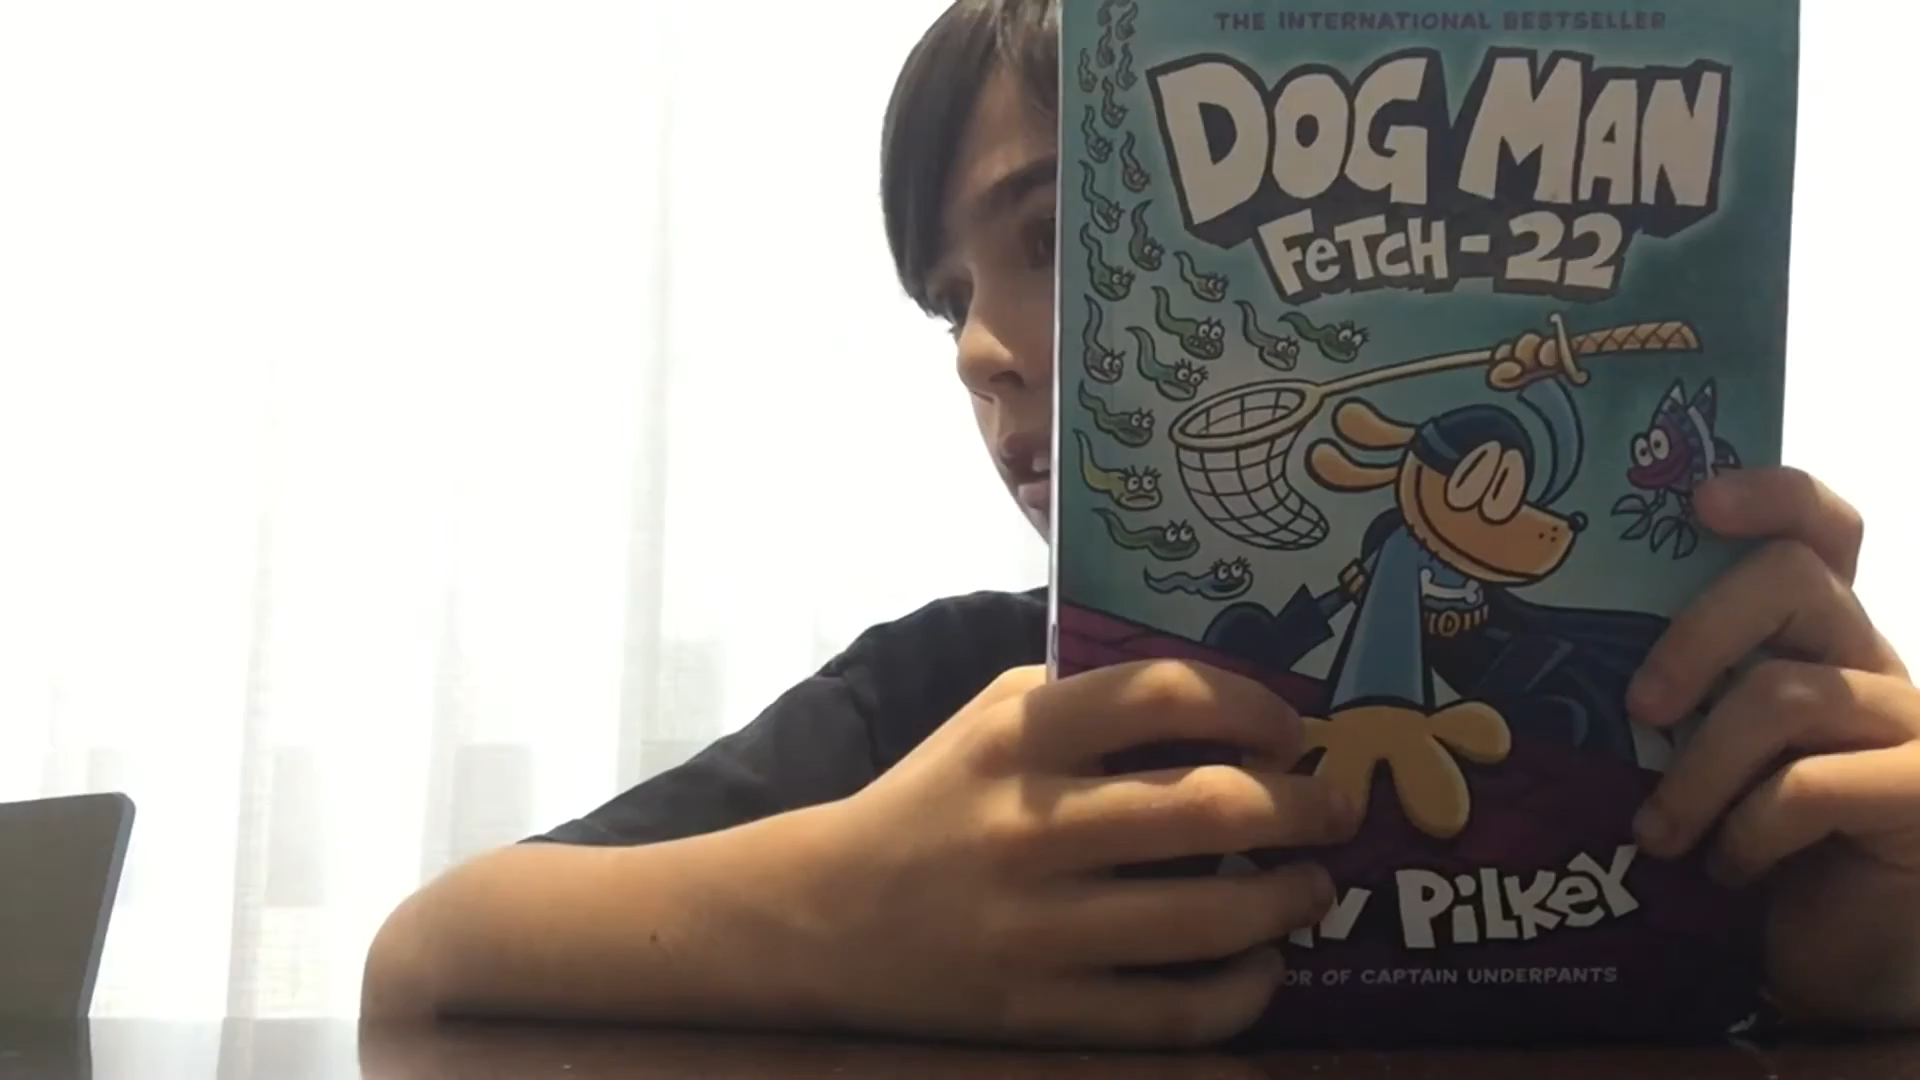 THE INTERNATIONAL BESTSELLER
DOG MAN
FETCH-22
PILKEY
OF CAPTAIN UNDERPANTS